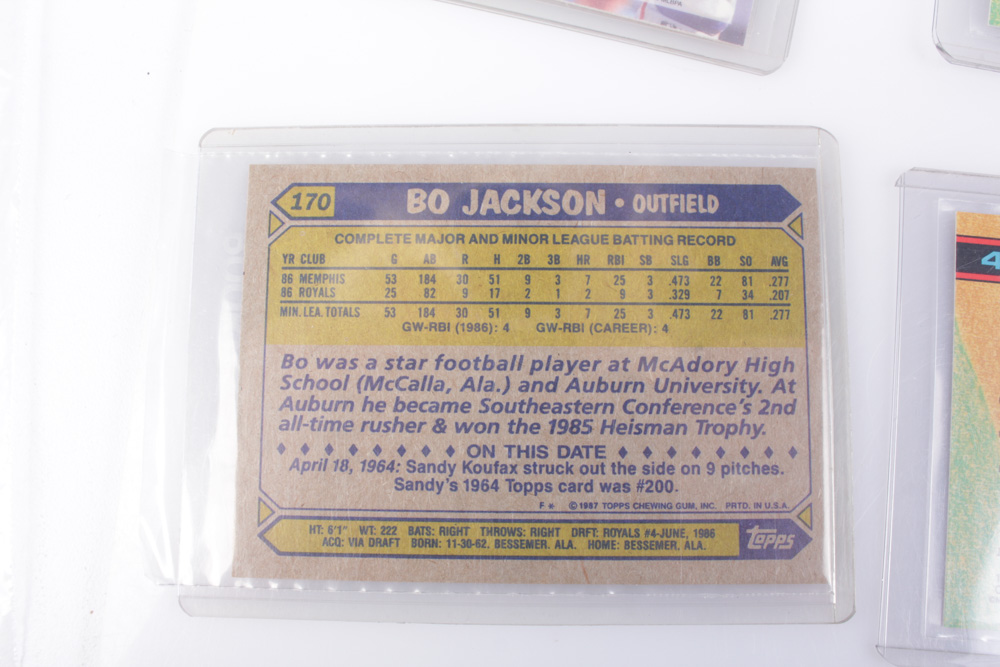 170 BO JACKSON • OUTFIELD
COMPLETE MAJOR AND MINOR LEAGUE BATTING RECORD
YR CLUB G AB R H 2B 3B HR RBI SB SLG BB SO AVG
86 MEMPHIS 53 184 30 51 9 3 7 25 3 .473 22 81 .277
86 ROYALS 25 82 9 17 2 1 2 9 3 .329 7 34 .207
MIN. LEA. TOTALS 53 184 30 51 9 3 7 25 3 .473 22 81 .277
GW-RBI (1986): 4 GW-RBI (CAREER): 4
Bo was a star football player at McAdory High
School (McCalla, Ala.) and Auburn University. At
Auburn he became Southeastern Conference's 2nd
all-time rusher & won the 1985 Heisman Trophy.
♦ ♦ ♦ ♦ ♦ ♦ ♦ ON THIS DATE ♦ ♦ ♦ ♦ ♦ ♦ ♦ ♦
April 18, 1964: Sandy Koufax struck out the side on 9 pitches.
Sandy's 1964 Topps card was #200.
F * ©1987 TOPPS CHEWING GUM, INC. PRTD. IN U.S.A.
HT: 6'1" WT: 222 BATS: RIGHT THROWS: RIGHT DRFT: ROYALS #4-JUNE, 1986
ACQ: VIA DRAFT BORN: 11-30-62, BESSEMER, ALA. HOME: BESSEMER, ALA.
Topps
4